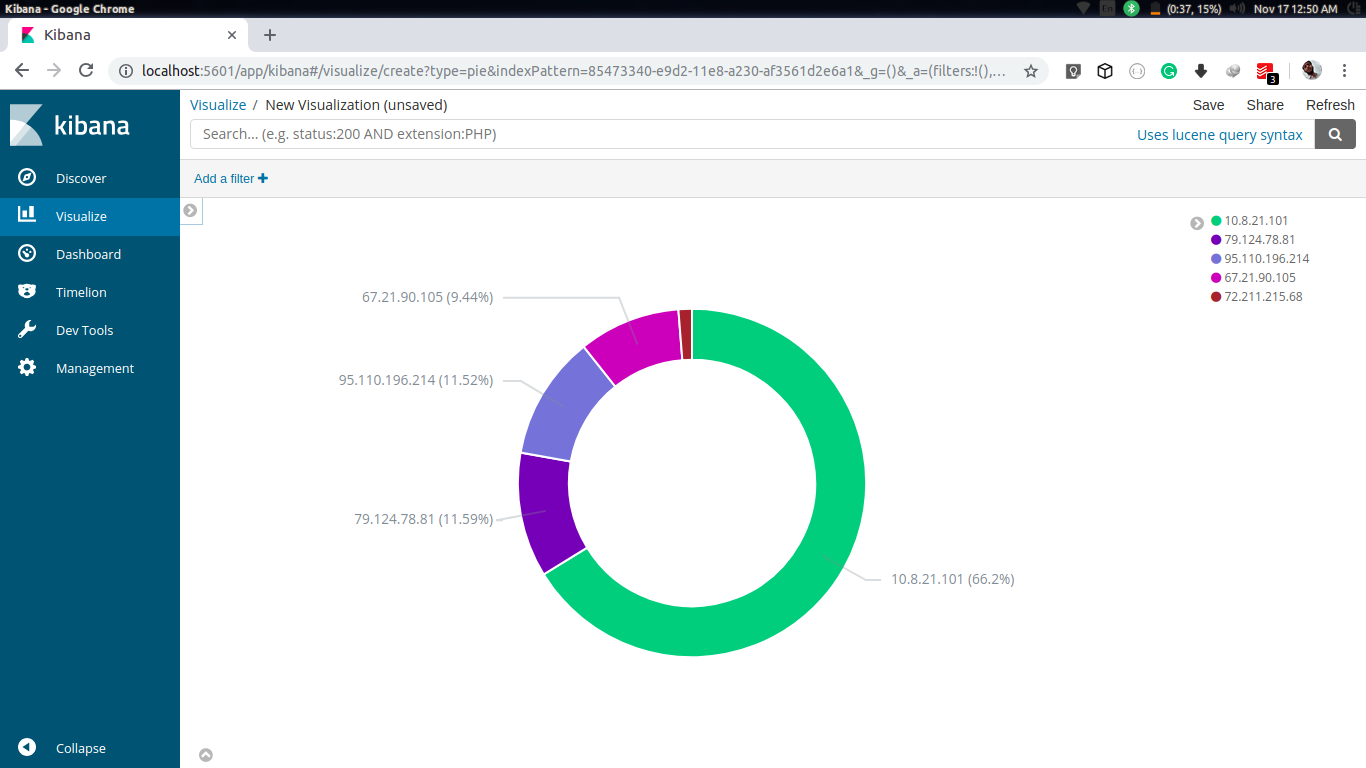 Kibana - Google Chrome
En
(0:37, 15%)
Nov 17 12:50 AM
Kibana
localhost:5601/app/kibana#/visualize/create?type=pie&indexPattern=85473340-e9d2-11e8-a230-af3561d2e6a1&_g=()&_a=(filters:!(),...
3
kibana
Visualize / New Visualization (unsaved)
Save Share Refresh
Search... (e.g. status:200 AND extension:PHP)
Uses lucene query syntax
Add a filter
Discover
Visualize
Dashboard
Timelion
Dev Tools
Management
Collapse
10.8.21.101
79.124.78.81
95.110.196.214
67.21.90.105
72.211.215.68
67.21.90.105 (9.44%)
95.110.196.214 (11.52%)
79.124.78.81 (11.59%)
10.8.21.101 (66.2%)